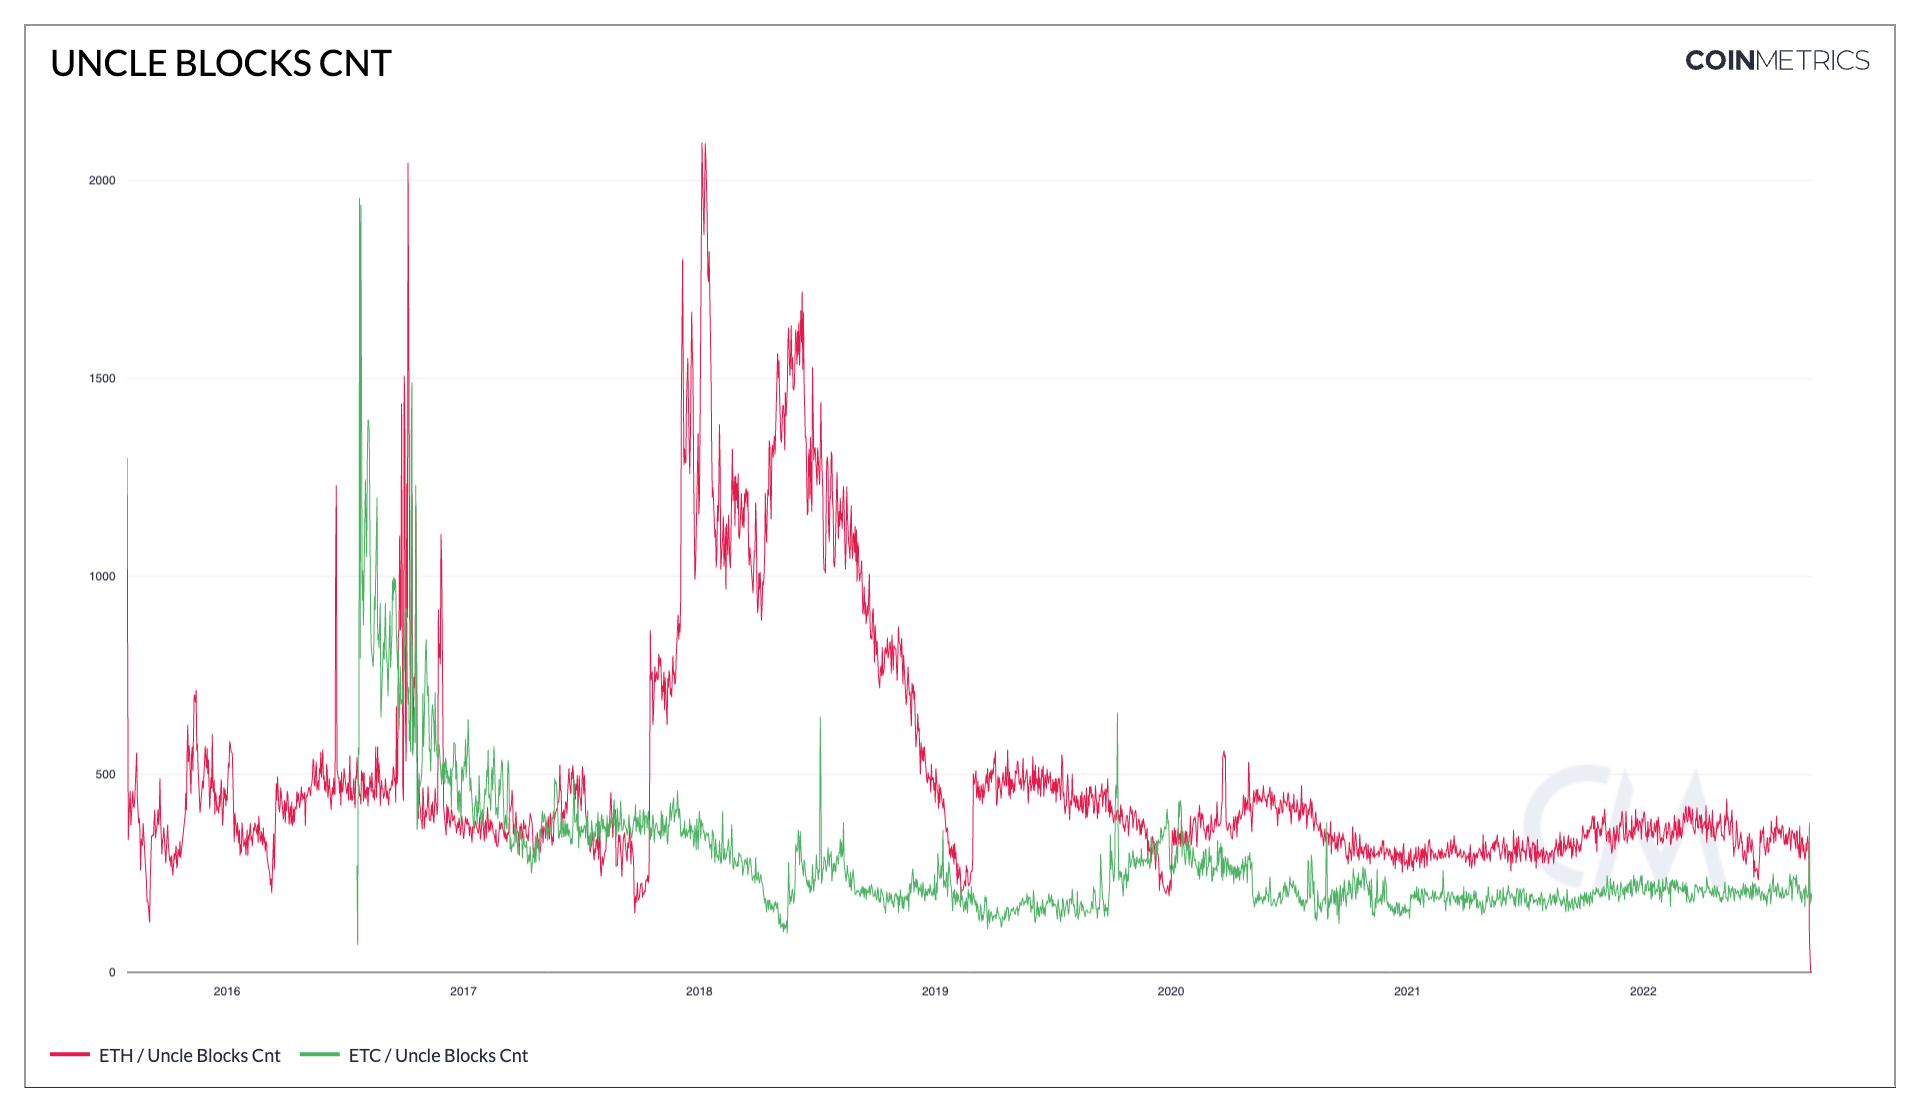 UNCLE BLOCKS CNT
COINMETRICS
2000
1500
1000
500
0
2016 2017 2018 2019 2020 2021 2022
CM
ETH / Uncle Blocks Cnt ETC / Uncle Blocks Cnt